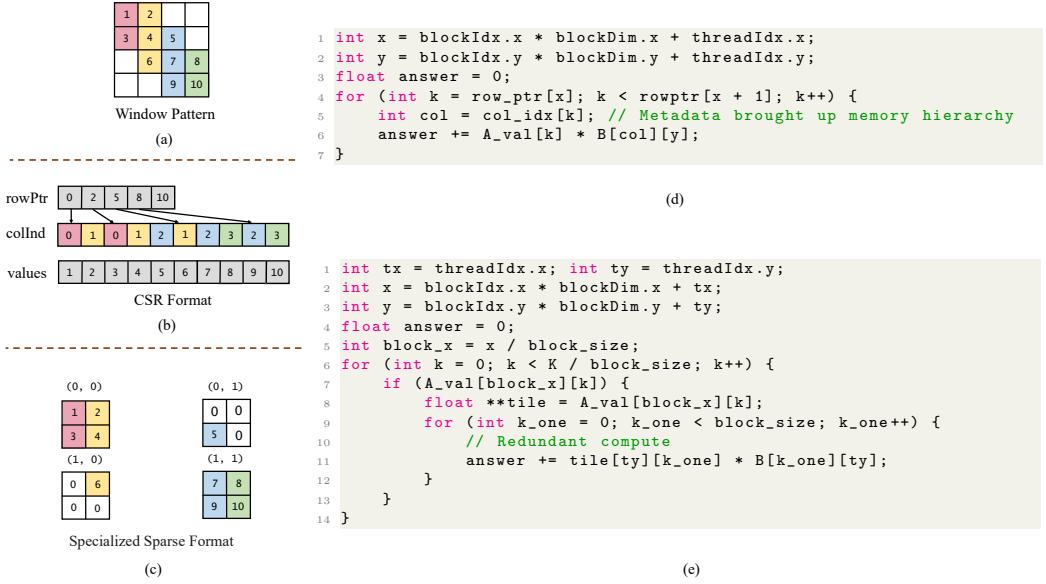 1 2
3 4 5
6 7 8
9 10
Window Pattern
(a)
rowPtr 0 2 5 8 10
colInd 0 1 0 1 2 1 2 3 2 3
values 1 2 3 4 5 6 7 8 9 10
CSR Format
(b)
(0, 0) (0, 1)
1 2 0 0
3 4 5 0
(1, 0) (1, 1)
0 6 7 8
0 0 9 10
Specialized Sparse Format
(c)
1 int x = blockIdx.x * blockDim.x + threadIdx.x;
2 int y = blockIdx.y * blockDim.y + threadIdx.y;
3 float answer = 0;
4 for (int k = row_ptr[x]; k < rowptr[x + 1]; k++) {
5 int col = col_idx[k]; // Metadata brought up memory hierarchy
6 answer += A_val[k] * B[col][y];
7 }
(d)
1 int tx = threadIdx.x; int ty = threadIdx.y;
2 int x = blockIdx.x * blockDim.x + tx;
3 int y = blockIdx.y * blockDim.y + ty;
4 float answer = 0;
5 int block_x = x / block_size;
6 for (int k = 0; k < K / block_size; k++) {
7 if (A_val[block_x][k]) {
8 float **tile = A_val[block_x][k];
9 for (int k_one = 0; k_one < block_size; k_one++) {
10 // Redundant compute
11 answer += tile[ty][k_one] * B[k_one][ty];
12 }
13 }
14 }
(e)